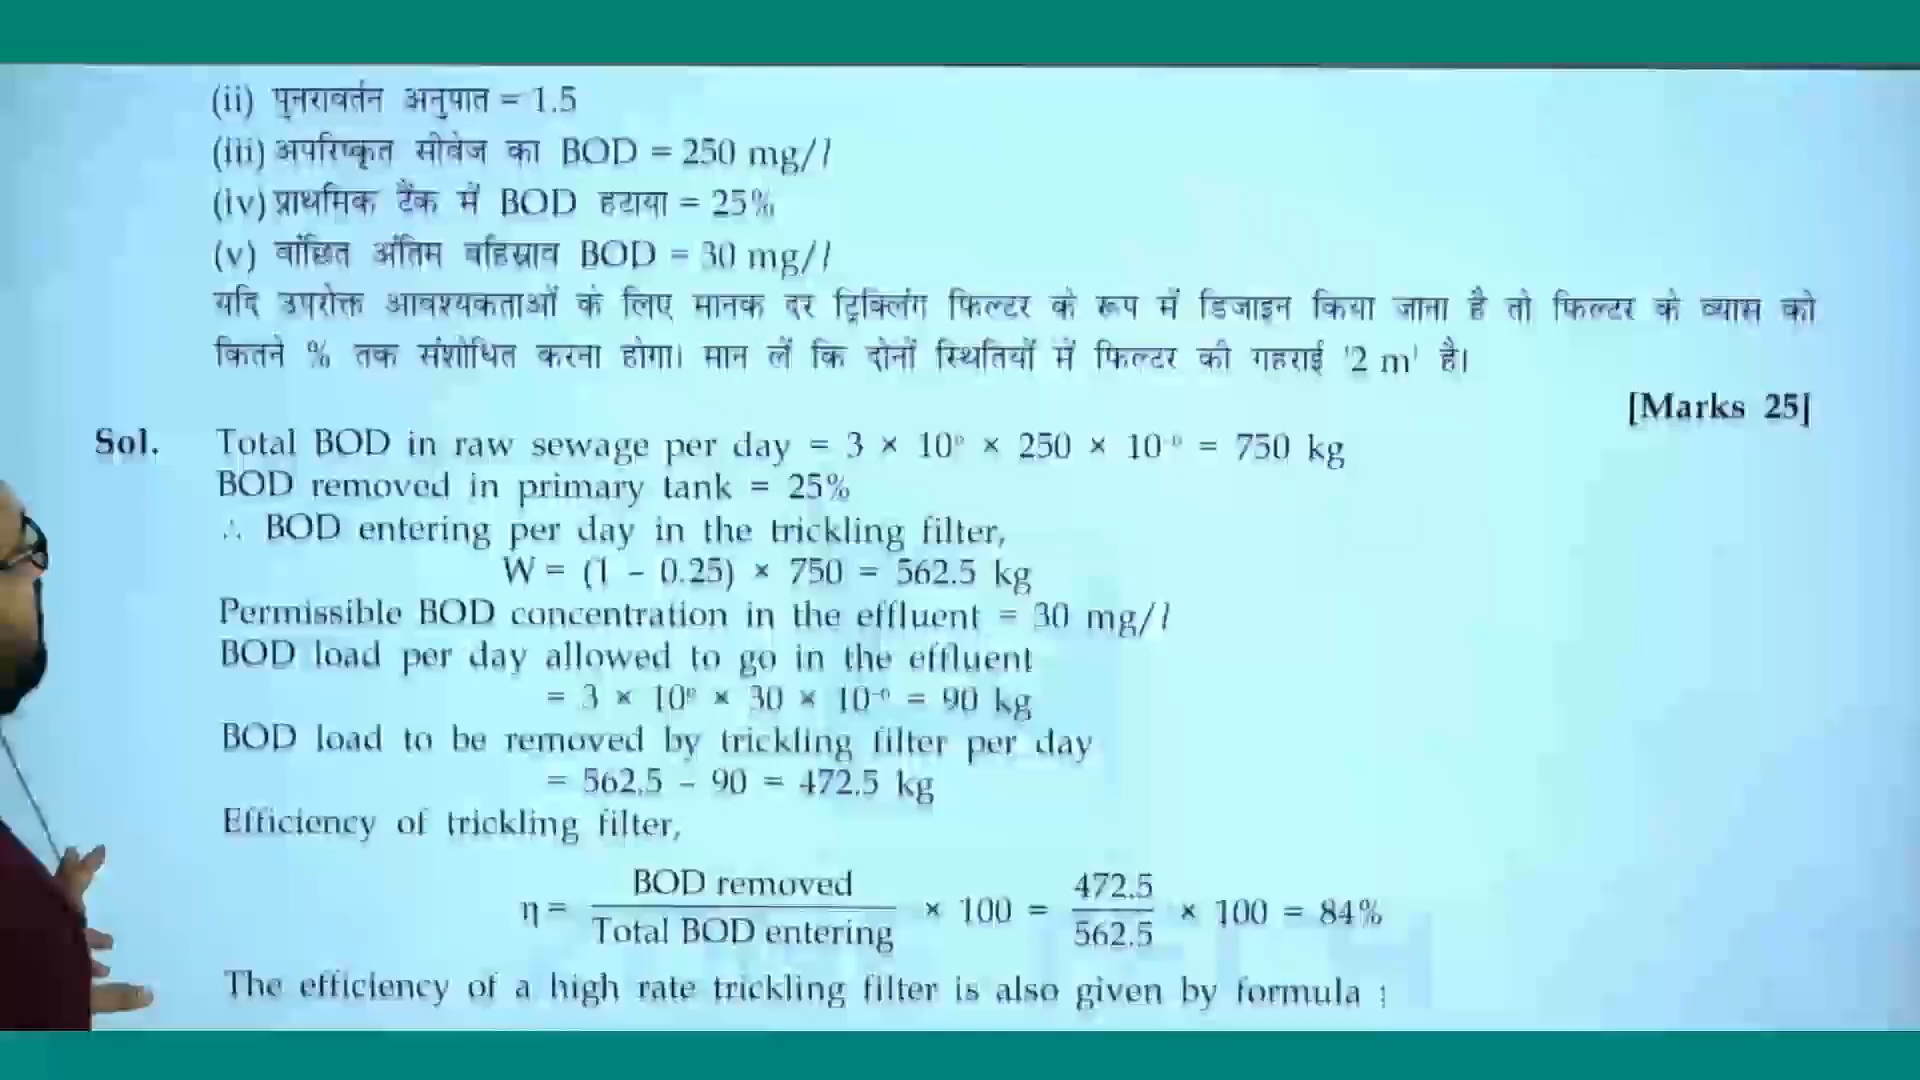 (ii) पुनरावर्तन अनुपात = 1.5
(iii) अपरिष्कृत सीवेज का BOD = 250 mg/l
(iv) प्राथमिक टैंक में BOD हटाया = 25%
(v) वांछित अंतिम बहिस्राव BOD = 30 mg/l
यदि उपरोक्त आवश्यकताओं के लिए मानक दर ट्रिक्लिंग फिल्टर के रूप में डिजाइन किया जाना है तो फिल्टर के व्यास को
कितने % तक संशोधित करना होगा। मान लें कि दोनों स्थितियों में फिल्टर की गहराई '2 m' है।
[Marks 25]
Sol. Total BOD in raw sewage per day = 3 × 10⁶ × 250 × 10⁻⁶ = 750 kg
BOD removed in primary tank = 25%
∴ BOD entering per day in the trickling filter,
W = (1 – 0.25) × 750 = 562.5 kg
Permissible BOD concentration in the effluent = 30 mg/l
BOD load per day allowed to go in the effluent
= 3 × 10⁶ × 30 × 10⁻⁶ = 90 kg
BOD load to be removed by trickling filter per day
= 562.5 – 90 = 472.5 kg
Efficiency of trickling filter,
η = BOD removed / Total BOD entering × 100 = 472.5 / 562.5 × 100 = 84%
The efficiency of a high rate trickling filter is also given by formula :